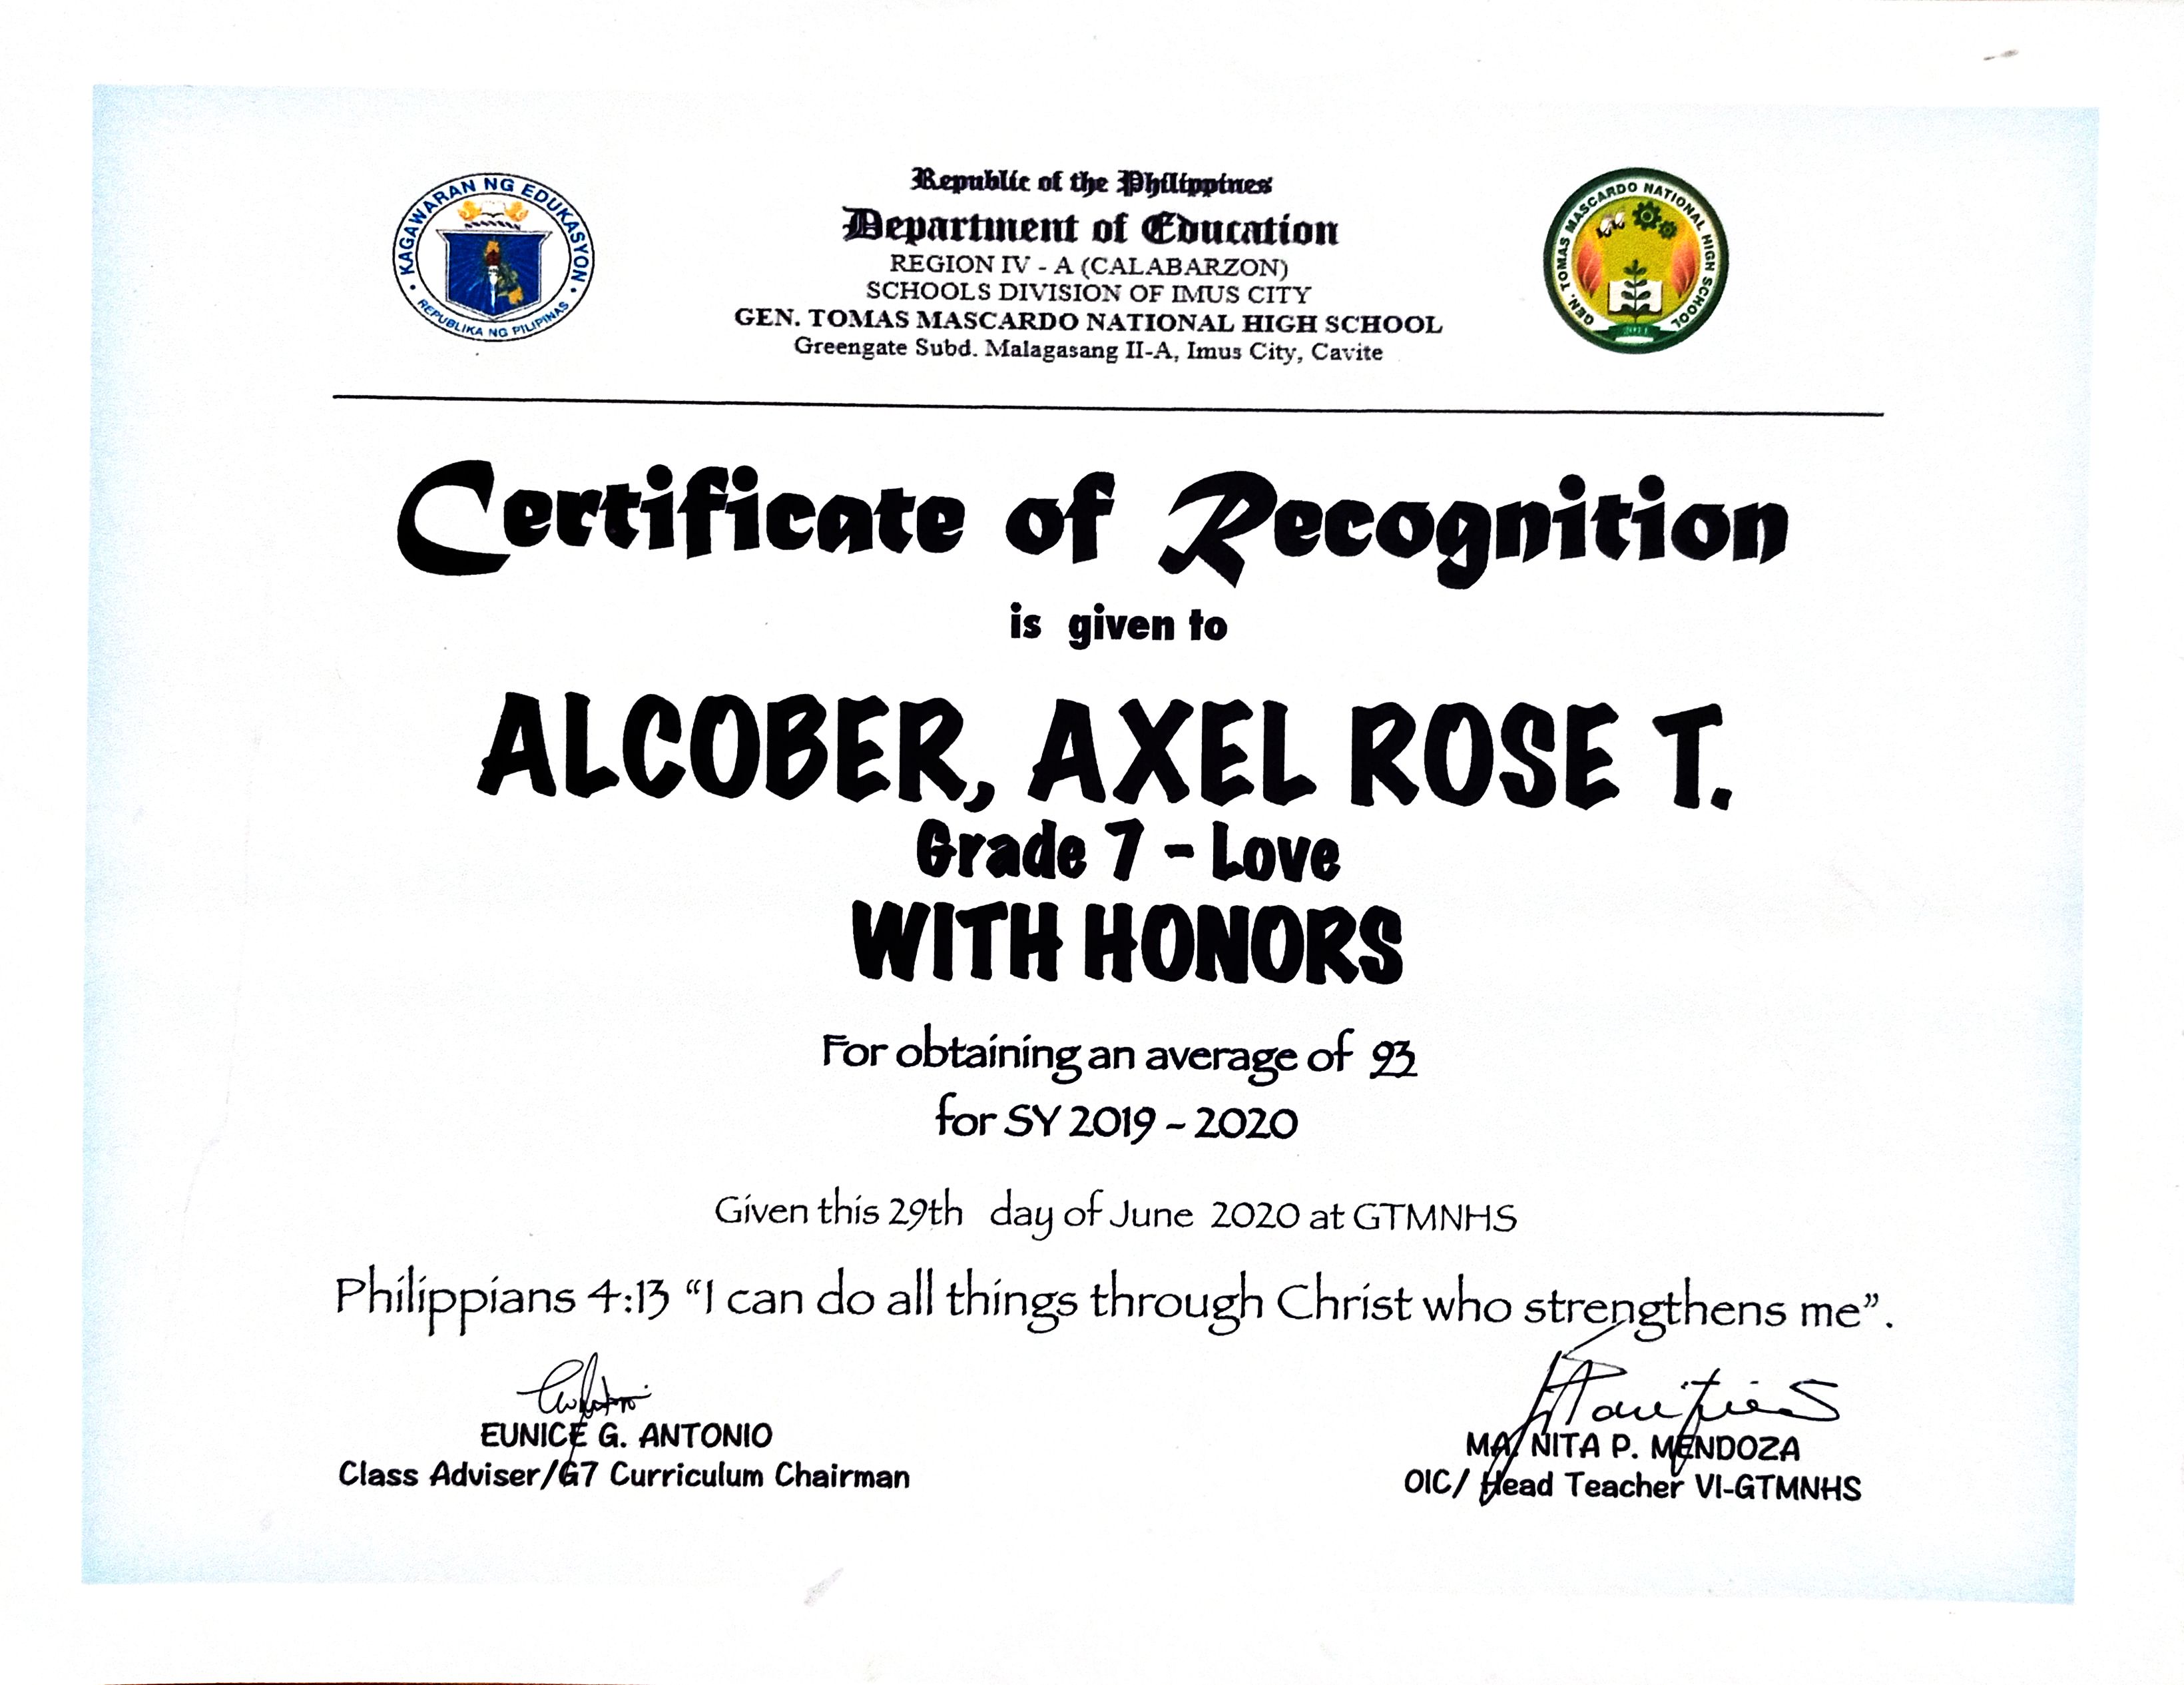 KAGAWARAN NG EDUKASYON
REPUBLIKA NG PILIPINAS
Republic of the Philippines
Department of Education
REGION IV - A (CALABARZON)
SCHOOLS DIVISION OF IMUS CITY
GEN. TOMAS MASCARDO NATIONAL HIGH SCHOOL
Greengate Subd. Malagasang II-A, Imus City, Cavite
GEN. TOMAS MASCARDO NATIONAL HIGH SCHOOL
2011
Certificate of Recognition
is given to
ALCOBER, AXEL ROSE T.
Grade 7 - Love
WITH HONORS
For obtaining an average of 93
for SY 2019 - 2020
Given this 29th day of June 2020 at GTMNHS
Philippians 4:13 “I can do all things through Christ who strengthens me”.
EUNICE G. ANTONIO
Class Adviser/G7 Curriculum Chairman
MA. NITA P. MENDOZA
OIC/ Head Teacher VI-GTMNHS